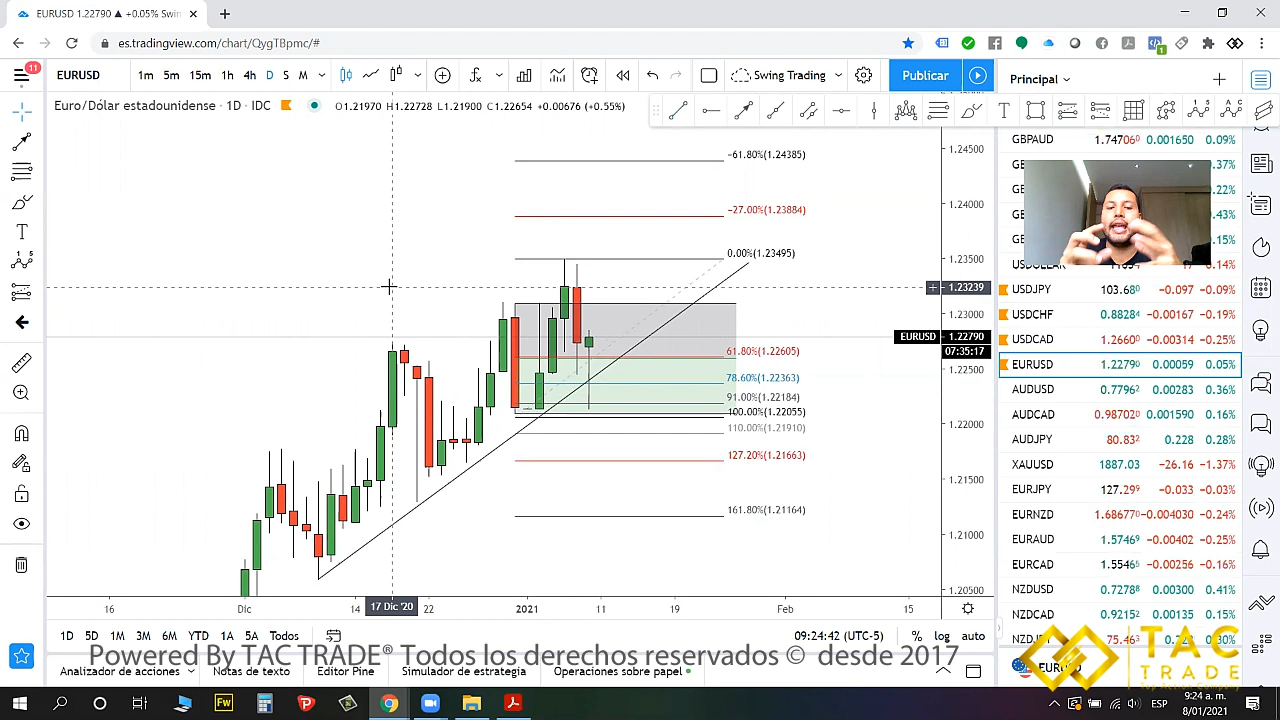 EURUSD 1.22790 ▲ +0.05% Swing T
es.tradingview.com/chart/QygTBpmc/#
11
EURUSD
1m 5m 15m 1h 4h D S M
Swing Trading
Publicar
Principal
Euro/Dólar estadounidense · 1D · IDC
O1.21970 H1.22728 L1.21900 C1.22654 +0.00676 (+0.55%)
-61.80%(1.24385)
-27.00%(1.23884)
0.00%(1.23495)
61.80%(1.22605)
78.60%(1.22363)
91.00%(1.22184)
100.00%(1.22055)
110.00%(1.21910)
127.20%(1.21663)
161.80%(1.21164)
1.24500
1.24000
1.23500
1.23239
1.23000
EURUSD 1.22790
07:35:17
1.22500
1.22000
1.21500
1.21000
1.20500
GBPAUD 1.74706⁰ 0.001650 0.09%
USDJPY 103.68⁰ −0.097 −0.09%
USDCHF 0.8828⁴ −0.00167 −0.19%
USDCAD 1.2660⁰ −0.00314 −0.25%
EURUSD 1.2279⁰ 0.00059 0.05%
AUDUSD 0.7796² 0.00283 0.36%
AUDCAD 0.98702⁰ 0.001590 0.16%
AUDJPY 80.83² 0.228 0.28%
XAUUSD 1887.03 −26.16 −1.37%
EURJPY 127.29⁹ −0.033 −0.03%
EURNZD 1.68677⁰ −0.004030 −0.24%
EURAUD 1.5746⁹ −0.00402 −0.25%
EURCAD 1.5546⁵ −0.00256 −0.16%
NZDUSD 0.7278⁸ 0.00300 0.41%
NZDCAD 0.9215² 0.00135 0.15%
16 Dic 14 17 Dic '20 22 2021 11 19 Feb 15
1D 5D 1M 3M 6M YTD 1A 5A Todo
09:24:42 (UTC-5) % log auto
Powered By TAC TRADE® Todos los derechos reservados © desde 2017
Analizador de acciones
Notas de texto
Editor Pine
Simulador de estrategia
Operaciones sobre papel
TAC
TRADE
Top Action Company
ESP
9:24 a. m.
8/01/2021